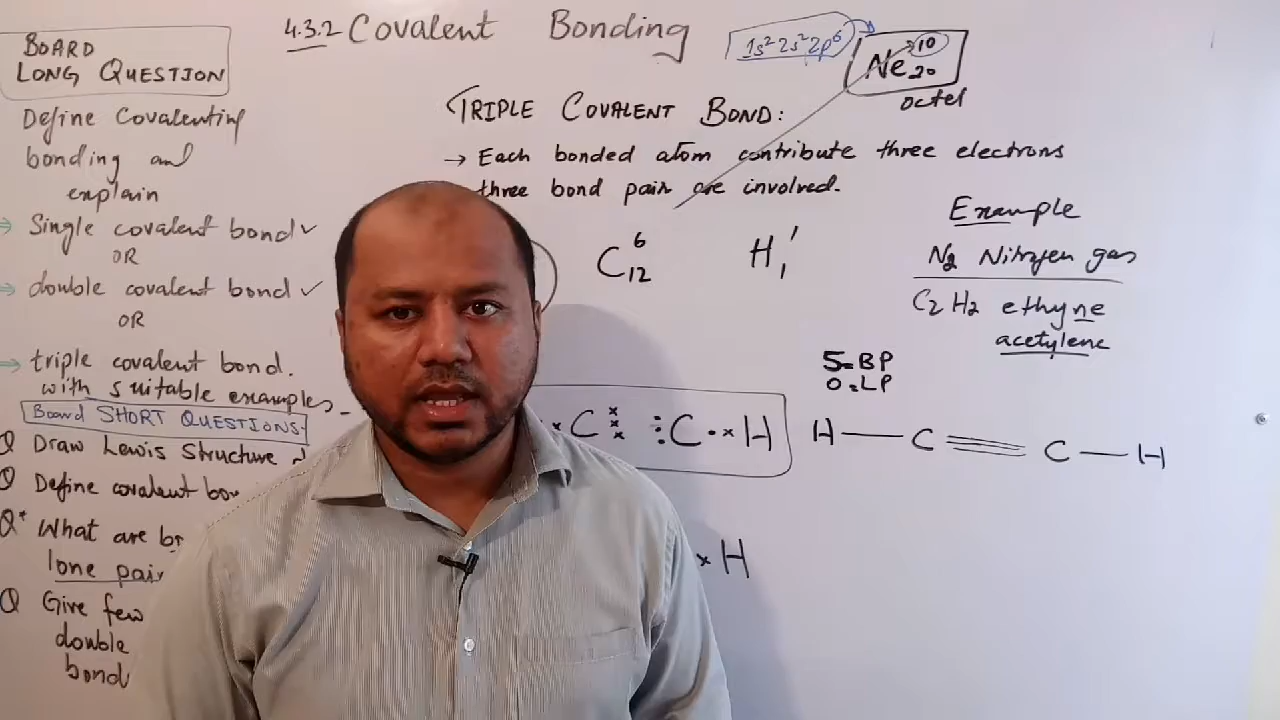 4.3.2 Covalent Bonding
1s² 2s² 2p⁶
Ne 10 20
octet
BOARD
LONG QUESTION
Define Covalenting
bonding and
explain
⇒ Single covalent bond ✓
OR
⇒ double covalent bond ✓
OR
⇒ triple covalent bond.
with suitable examples
Board SHORT QUESTIONS.
Q Draw Lewis Structure
Q Define covalent
Q* What are
lone pair
Q Give few
double
bond
TRIPLE COVALENT BOND:
→ Each bonded atom contribute three electrons
three bond pair are involved.
C 6 12
H 1 1
Example
N2 Nitrogen gas
C2H2 ethyne
acetylene
5=BP
0=LP
×C××× ⋮C·×H
H—C≡C—H
×H